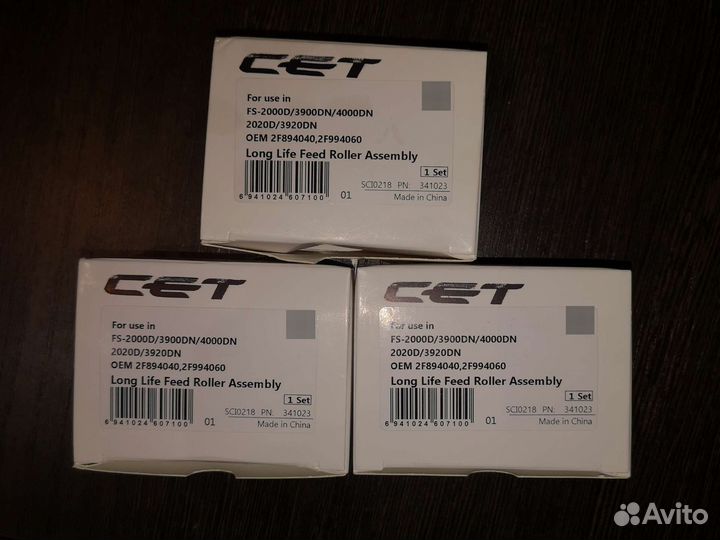 CET
For use in
FS-2000D/3900DN/4000DN
2020D/3920DN
OEM 2F894040,2F994060
Long Life Feed Roller Assembly
1 Set
6 941024 607100
01
SCI0218 PN: 341023
Made in China
CET
For use in
FS-2000D/3900DN/4000DN
2020D/3920DN
OEM 2F894040,2F994060
Long Life Feed Roller Assembly
1 Set
6 941024 607100
01
SCI0218 PN: 341023
Made in China
CET
For use in
FS-2000D/3900DN/4000DN
2020D/3920DN
OEM 2F894040,2F994060
Long Life Feed Roller Assembly
1 Set
6 941024 607100
01
SCI0218 PN: 341023
Made in China
Avito